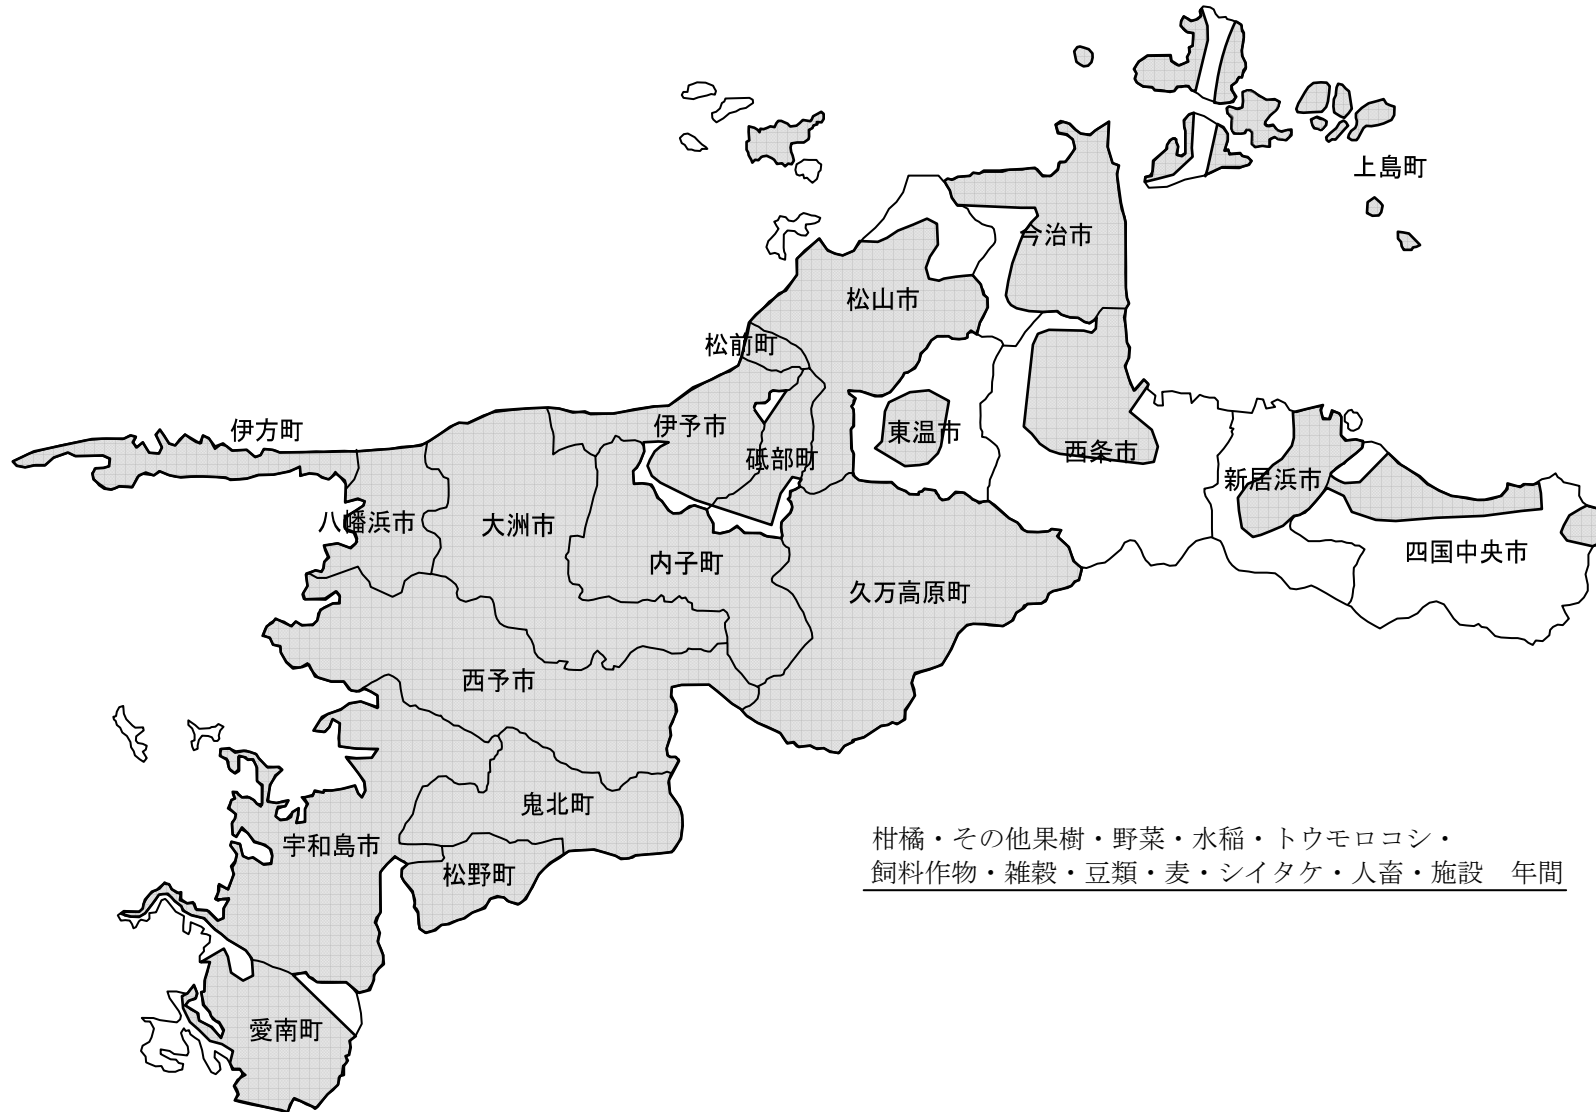 上島町
今治市
松山市
松前町
伊方町
伊予市
東温市
砥部町
西条市
新居浜市
八幡浜市
大洲市
内子町
四国中央市
久万高原町
西予市
鬼北町
宇和島市
松野町
愛南町
柑橘・その他果樹・野菜・水稲・トウモロコシ・
飼料作物・雑穀・豆類・麦・シイタケ・人畜・施設　年間